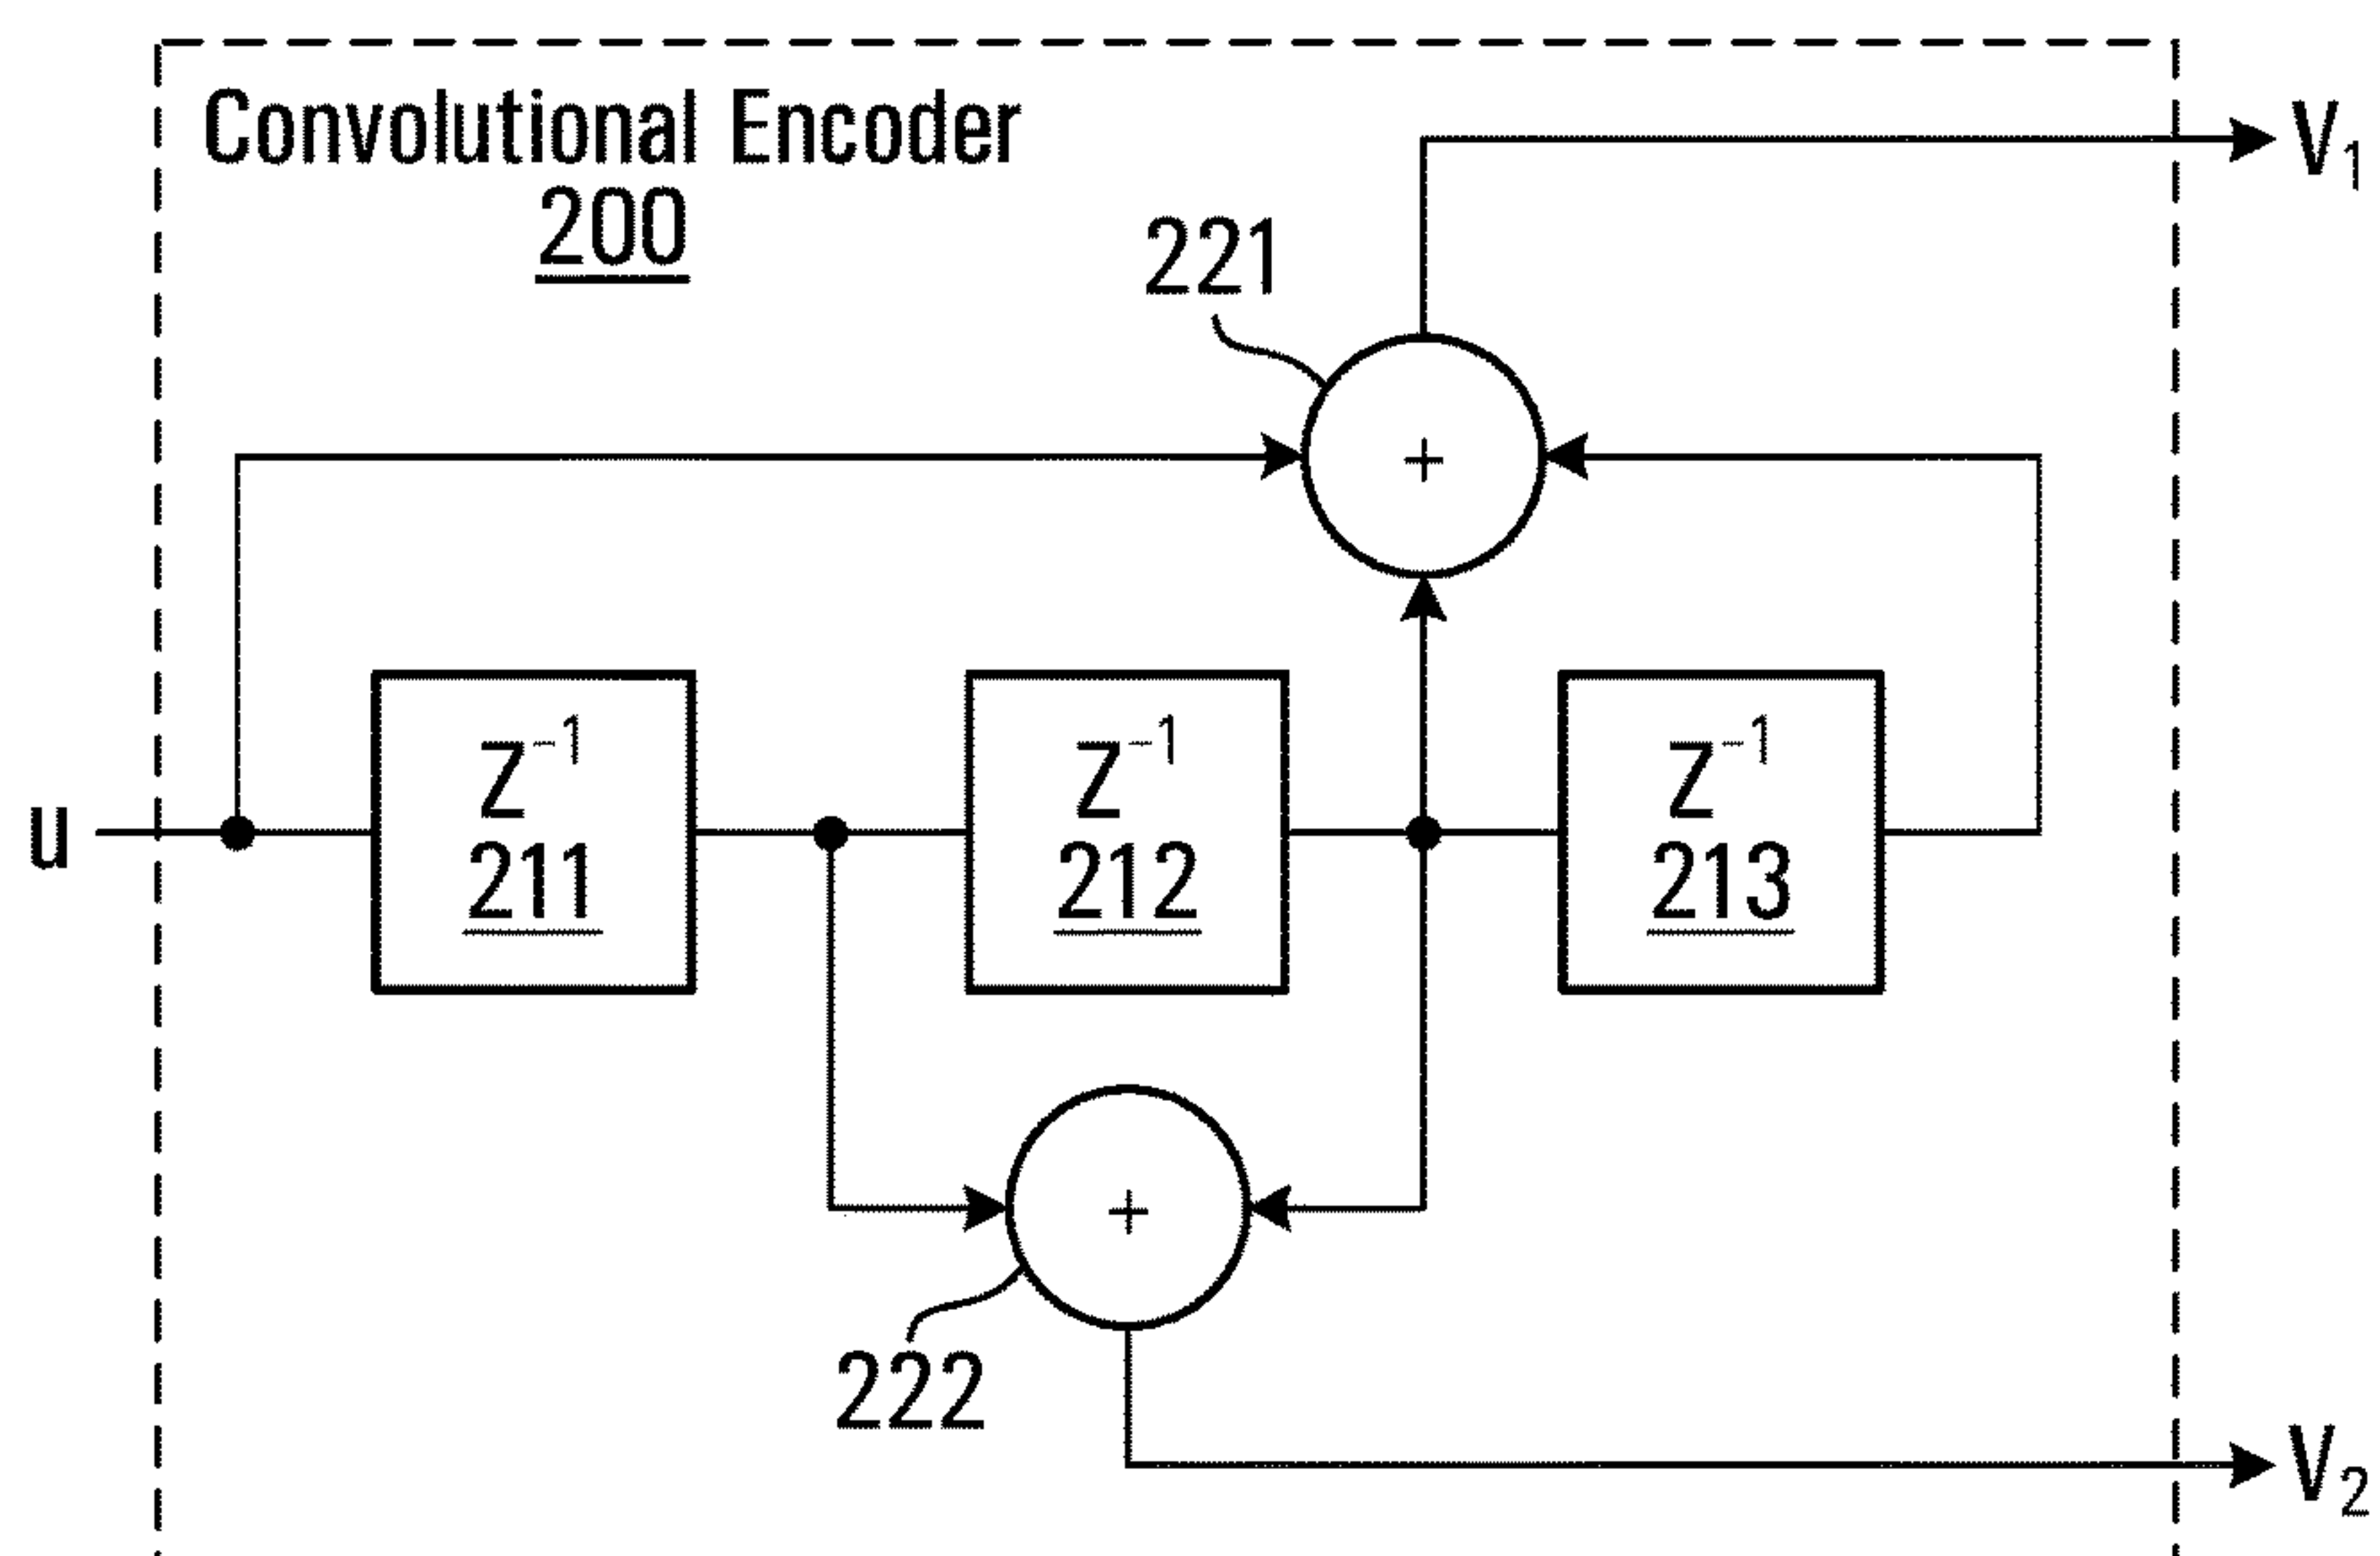 Convolutional Encoder
200
V1
221
+
u
Z⁻¹
211
Z⁻¹
212
Z⁻¹
213
+
222
V2